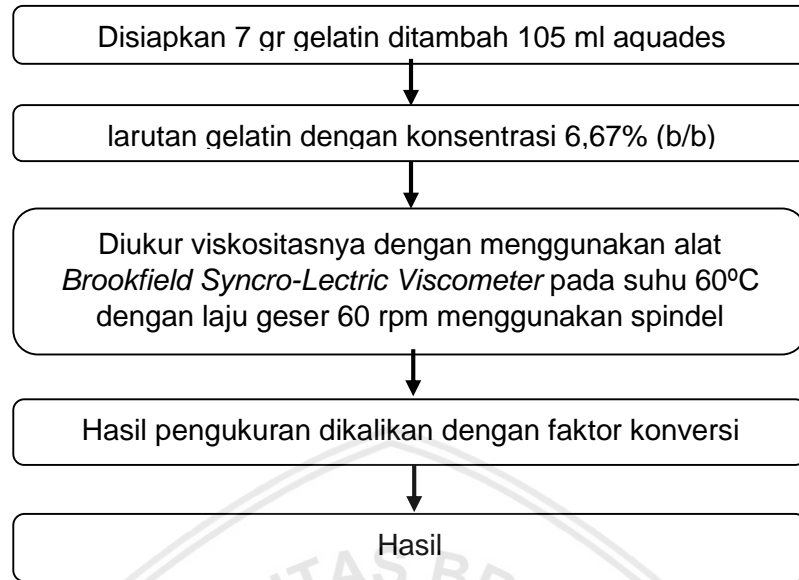 Disiapkan 7 gr gelatin ditambah 105 ml aquades
larutan gelatin dengan konsentrasi 6,67% (b/b)
Diukur viskositasnya dengan menggunakan alat
Brookfield Syncro-Lectric Viscometer pada suhu 60ºC
dengan laju geser 60 rpm menggunakan spindel
Hasil pengukuran dikalikan dengan faktor konversi
Hasil